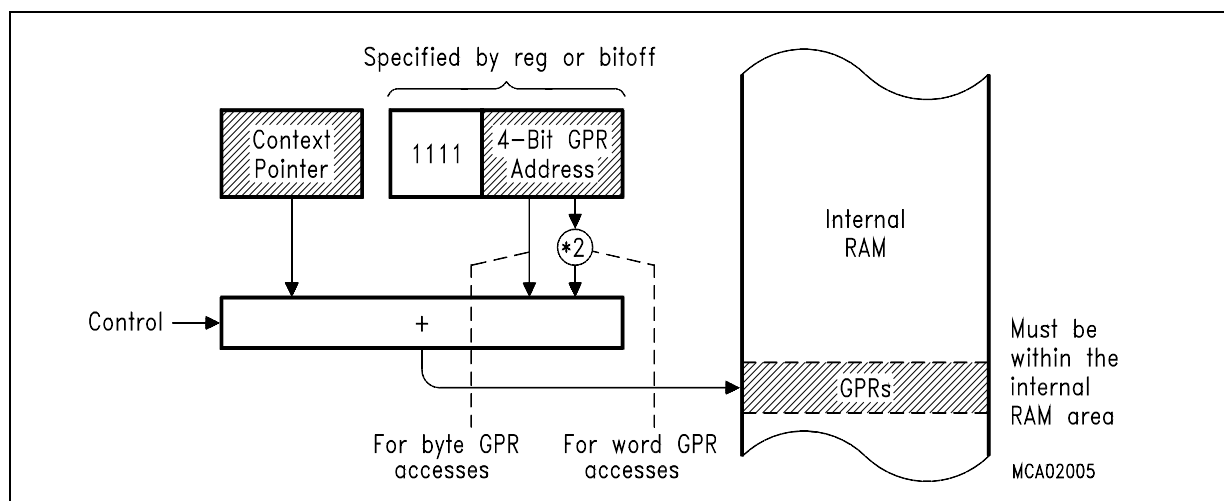 Specified by reg or bitoff
Context
Pointer
1111
4-Bit GPR
Address
*2
Control
+
For byte GPR
accesses
For word GPR
accesses
Internal
RAM
GPRs
Must be
within the
internal
RAM area
MCA02005